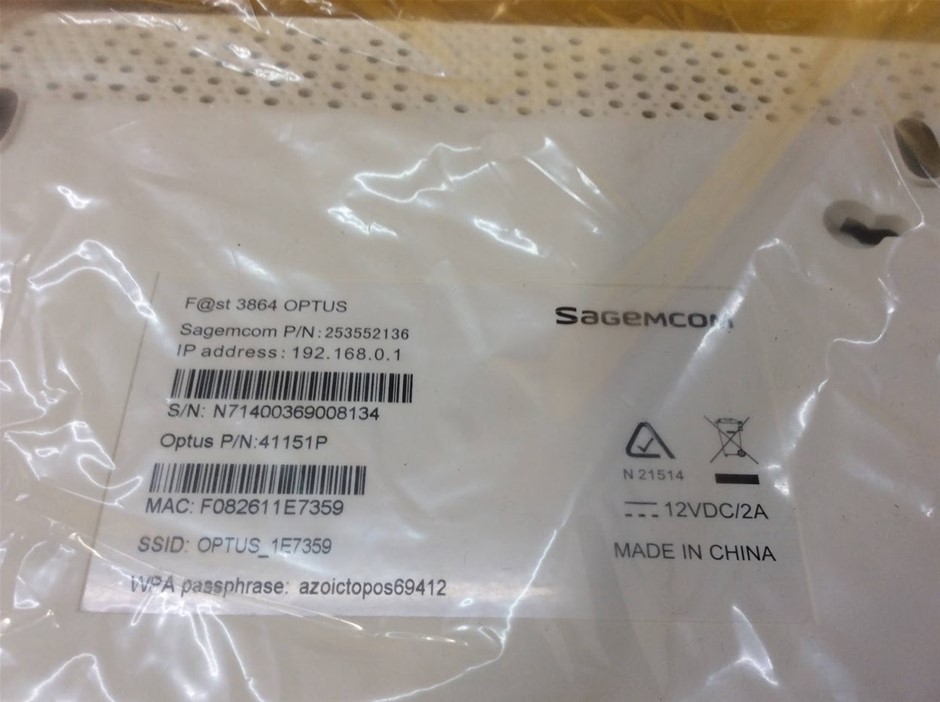 F@st 3864 OPTUS
Sagemcom P/N: 253552136
IP address: 192.168.0.1
S/N: N71400369008134
Optus P/N:41151P
MAC: F082611E7359
SSID: OPTUS_1E7359
WPA passphrase: azoictopos69412
SAGEMCOM
N 21514
12VDC/2A
MADE IN CHINA